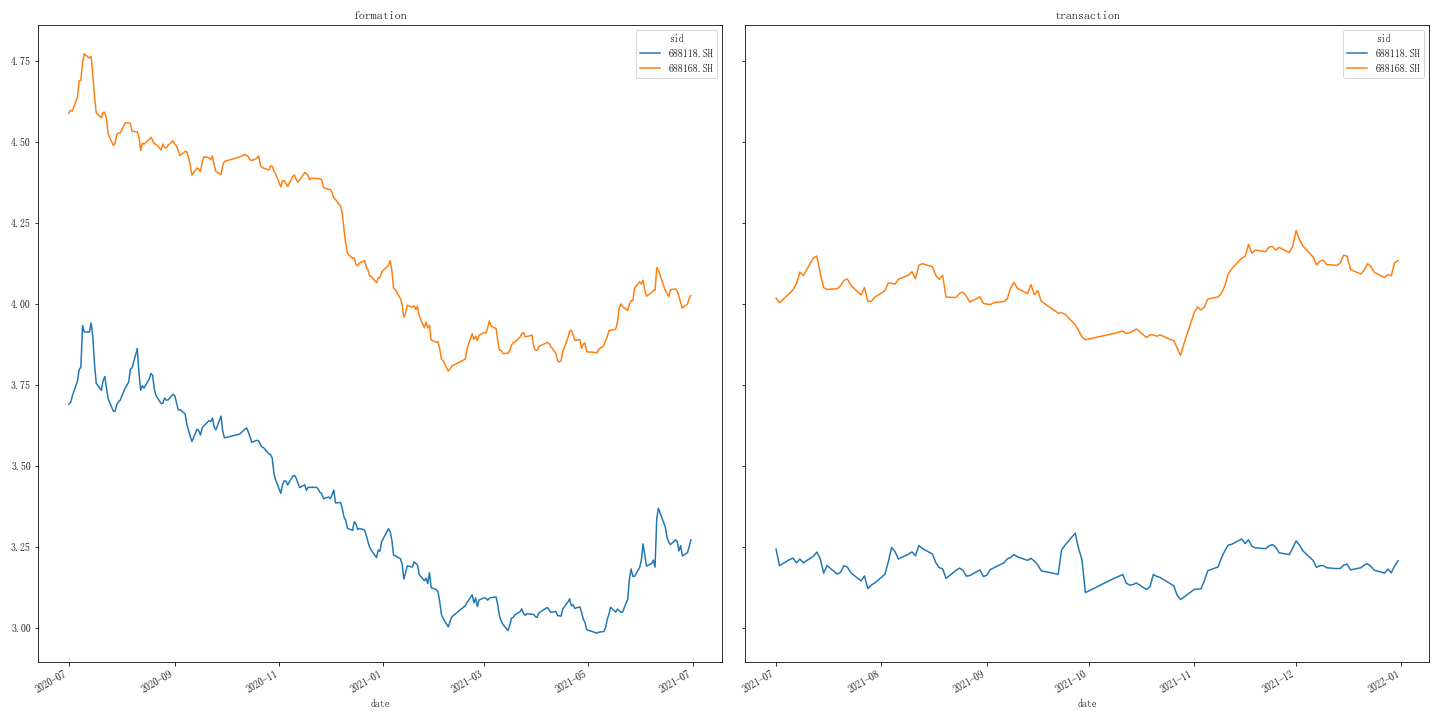 formation
sid
688118.SH
688168.SH
4.75
4.50
4.25
4.00
3.75
3.50
3.25
3.00
2020-07
2020-09
2020-11
2021-01
2021-03
2021-05
2021-07
date
transaction
sid
688118.SH
688168.SH
2021-07
2021-08
2021-09
2021-10
2021-11
2021-12
2022-01
date